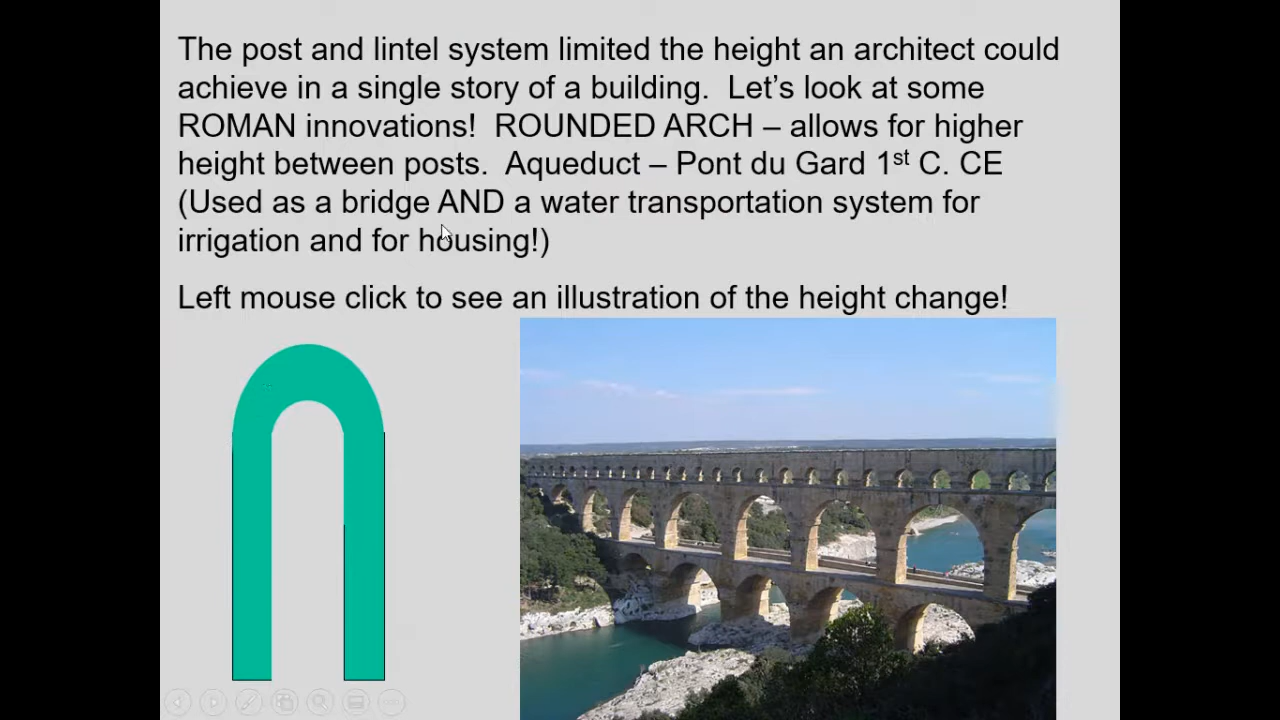 The post and lintel system limited the height an architect could
achieve in a single story of a building.  Let’s look at some
ROMAN innovations!  ROUNDED ARCH – allows for higher
height between posts.  Aqueduct – Pont du Gard 1st C. CE
(Used as a bridge AND a water transportation system for
irrigation and for housing!)
Left mouse click to see an illustration of the height change!